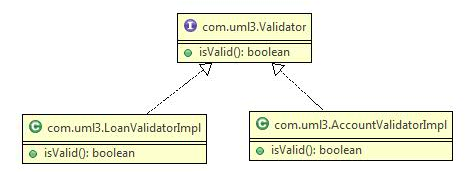 I com.uml3.Validator
isValid(): boolean
C com.uml3.LoanValidatorImpl
isValid(): boolean
C com.uml3.AccountValidatorImpl
isValid(): boolean